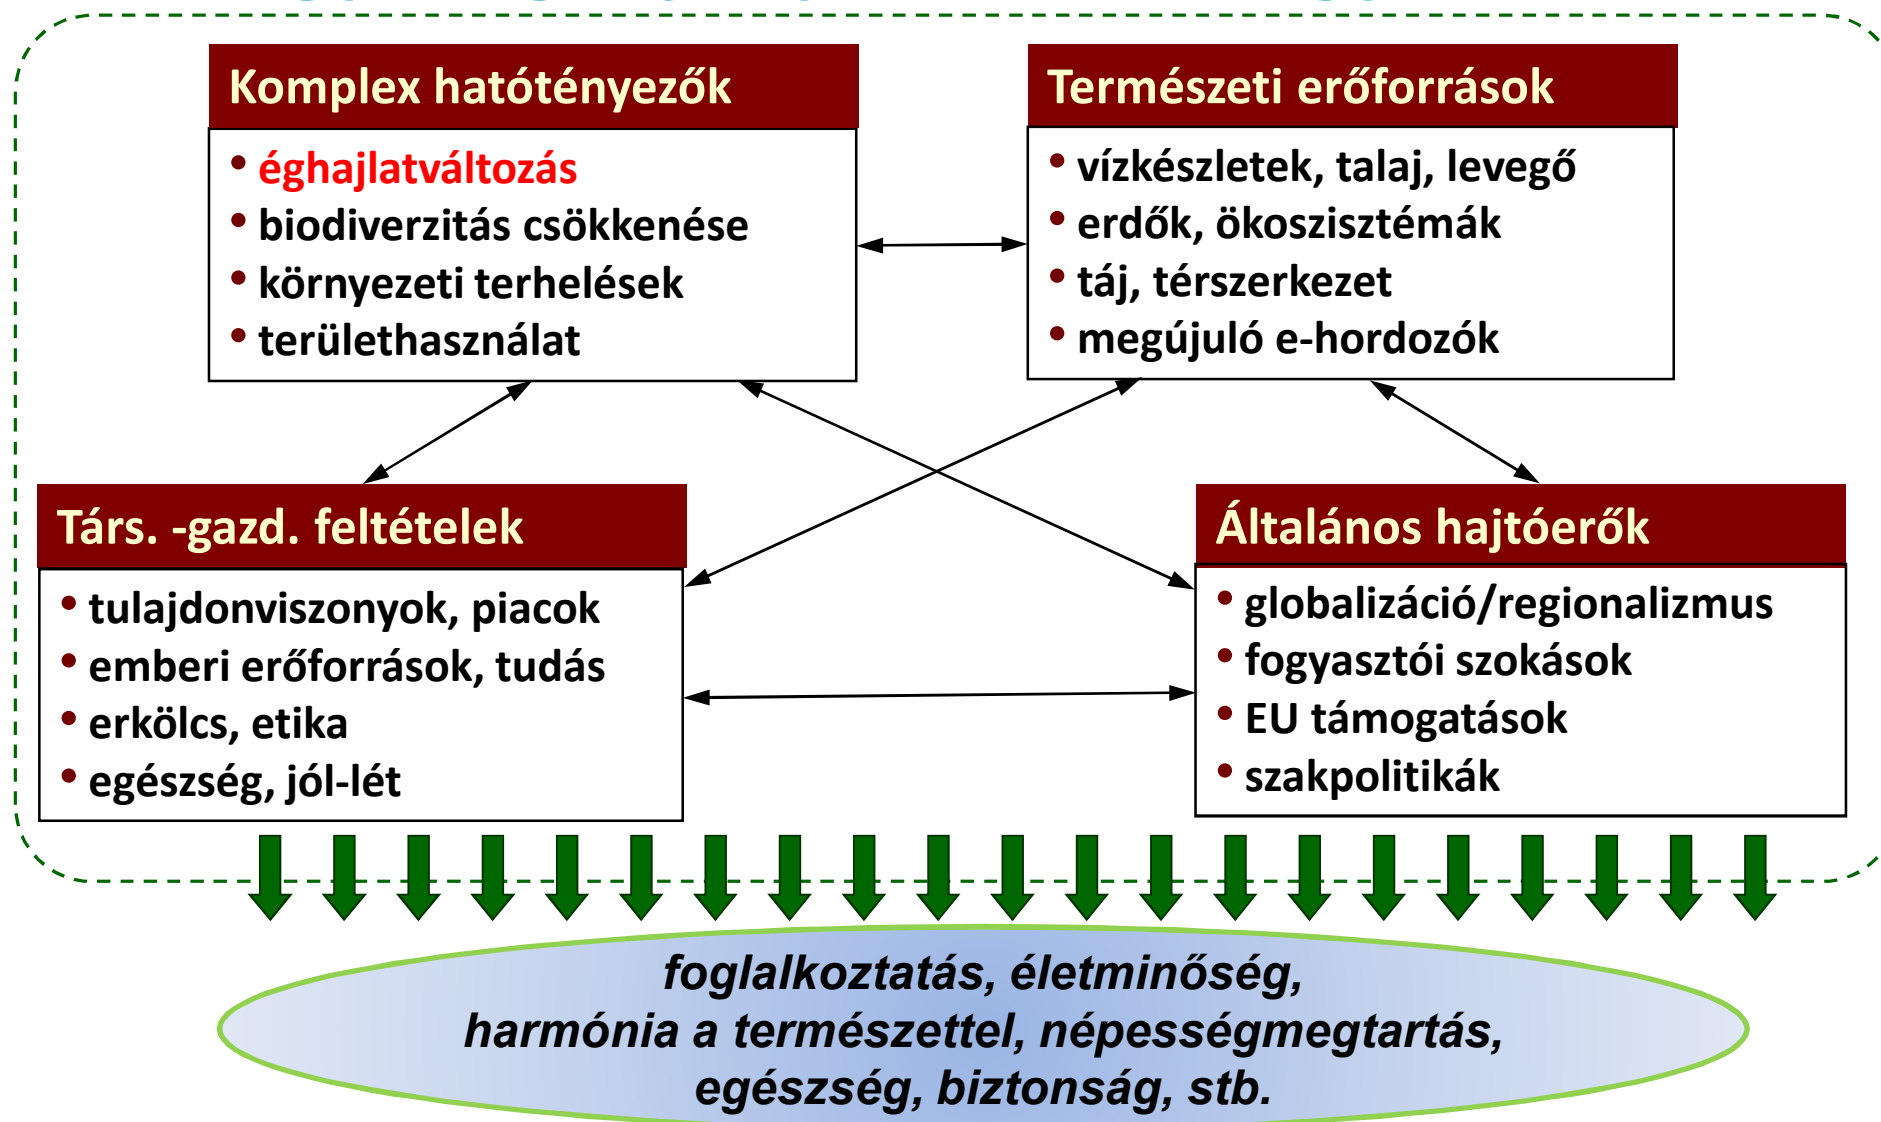 Komplex hatótényezők
• éghajlatváltozás
• biodiverzitás csökkenése
• környezeti terhelések
• területhasználat
Természeti erőforrások
• vízkészletek, talaj, levegő
• erdők, ökoszisztémák
• táj, térszerkezet
• megújuló e-hordozók
Társ. -gazd. feltételek
• tulajdonviszonyok, piacok
• emberi erőforrások, tudás
• erkölcs, etika
• egészség, jól-lét
Általános hajtóerők
• globalizáció/regionalizmus
• fogyasztói szokások
• EU támogatások
• szakpolitikák
foglalkoztatás, életminőség,
harmónia a természettel, népességmegtartás,
egészség, biztonság, stb.